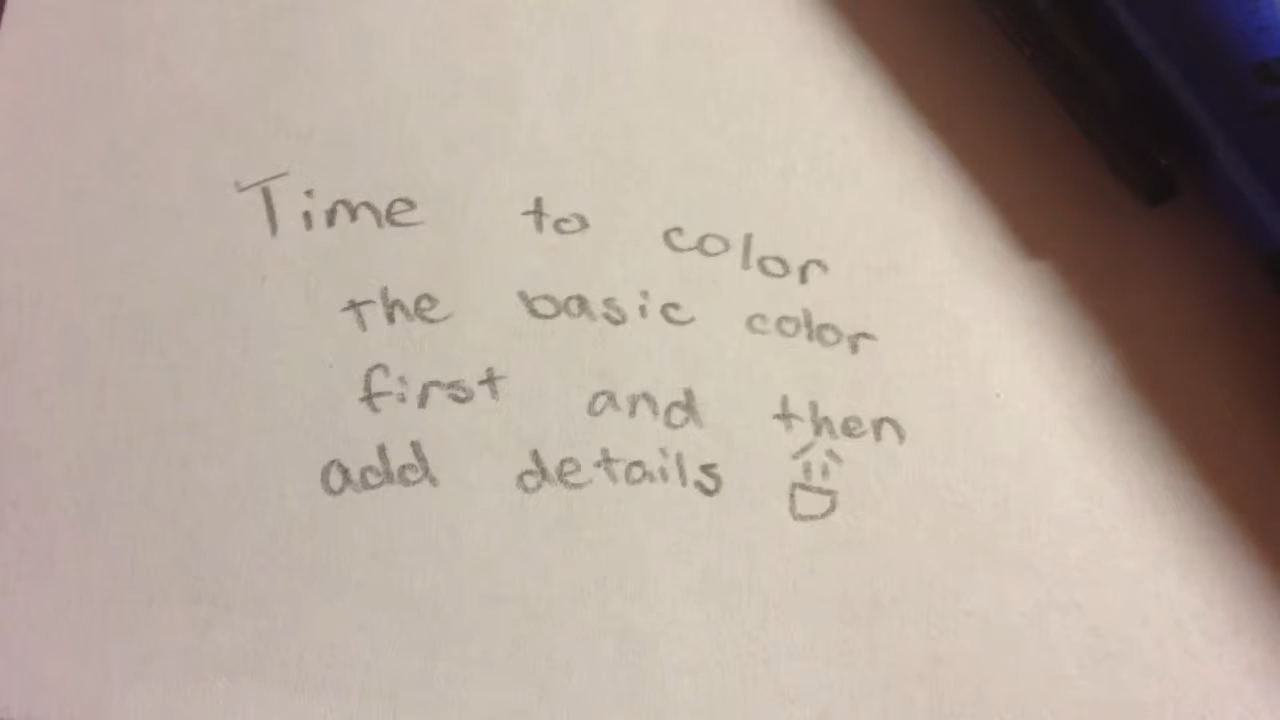 Time to color
the basic color
first and then
add details